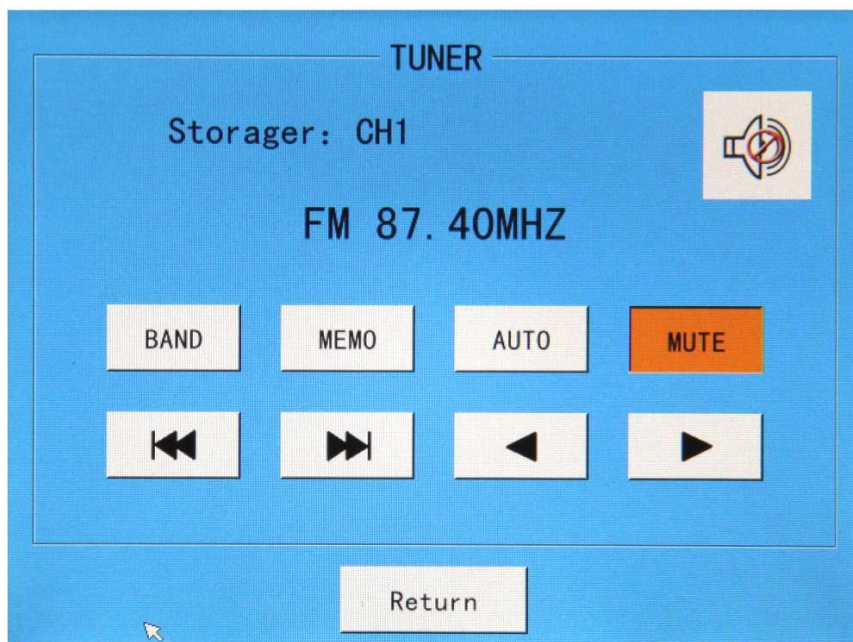 TUNER
Storager: CH1
FM 87.40MHZ
BAND MEMO AUTO MUTE
Return